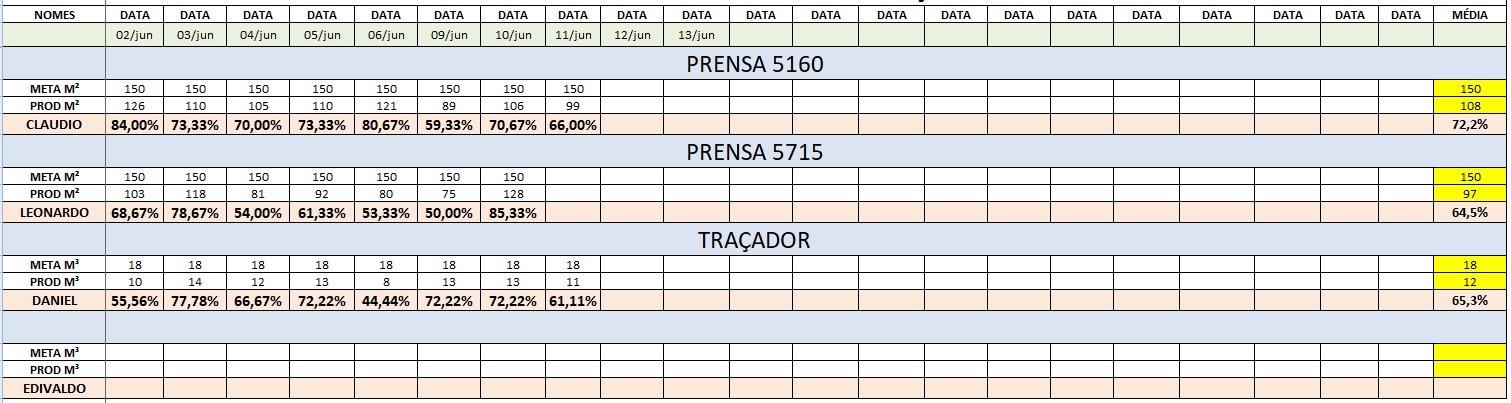 NOMES DATA DATA DATA DATA DATA DATA DATA DATA DATA DATA DATA DATA DATA DATA DATA DATA DATA DATA DATA DATA DATA DATA MÉDIA
02/jun 03/jun 04/jun 05/jun 06/jun 09/jun 10/jun 11/jun 12/jun 13/jun
PRENSA 5160
META M² 150 150 150 150 150 150 150 150 150
PROD M² 126 110 105 110 121 89 106 99 108
CLAUDIO 84,00% 73,33% 70,00% 73,33% 80,67% 59,33% 70,67% 66,00% 72,2%
PRENSA 5715
META M² 150 150 150 150 150 150 150 150
PROD M² 103 118 81 92 80 75 128 97
LEONARDO 68,67% 78,67% 54,00% 61,33% 53,33% 50,00% 85,33% 64,5%
TRAÇADOR
META M³ 18 18 18 18 18 18 18 18 18
PROD M³ 10 14 12 13 8 13 13 11 12
DANIEL 55,56% 77,78% 66,67% 72,22% 44,44% 72,22% 72,22% 61,11% 65,3%
META M³
PROD M³
EDIVALDO